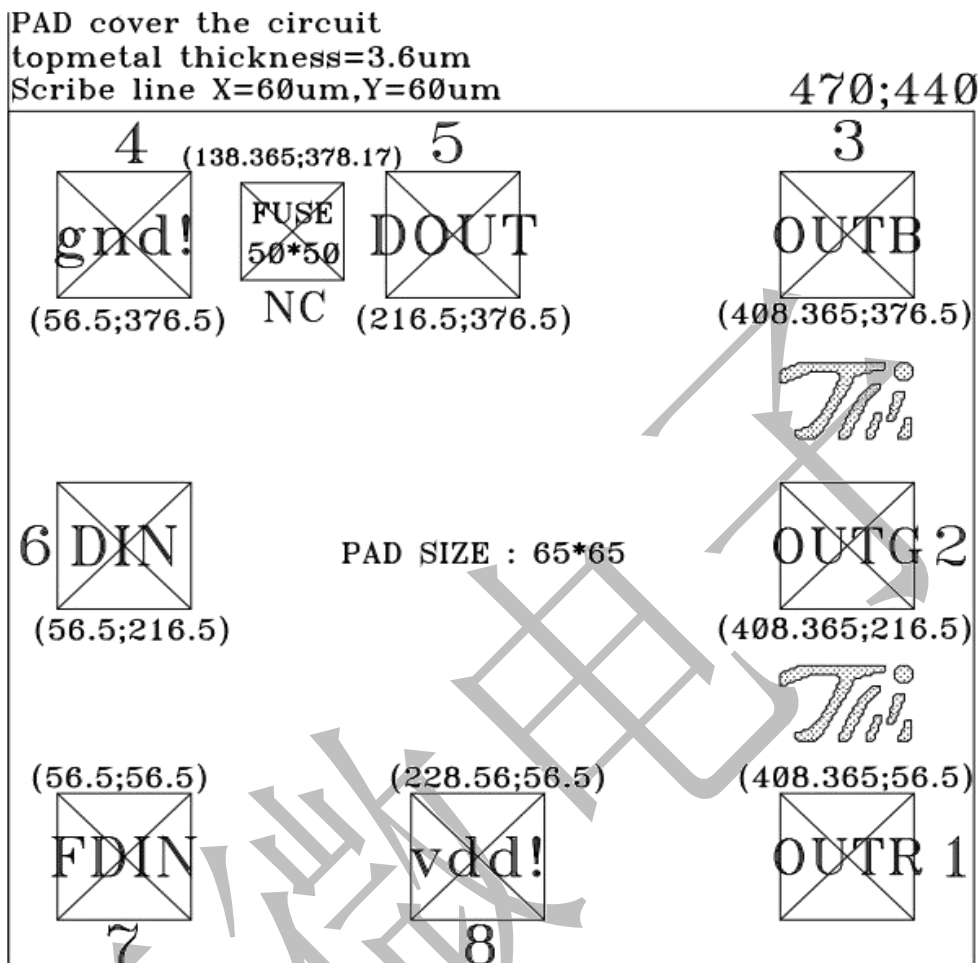 PAD cover the circuit
topmetal thickness=3.6um
Scribe line X=60um,Y=60um
470;440
4
(138.365;378.17)
5
3
gnd!
FUSE
50*50
DOUT
OUTB
NC
(56.5;376.5)
(216.5;376.5)
(408.365;376.5)
6
DIN
PAD SIZE : 65*65
OUTG
2
(56.5;216.5)
(408.365;216.5)
(56.5;56.5)
(228.56;56.5)
(408.365;56.5)
FDIN
vdd!
OUTR
1
7
8
微电子